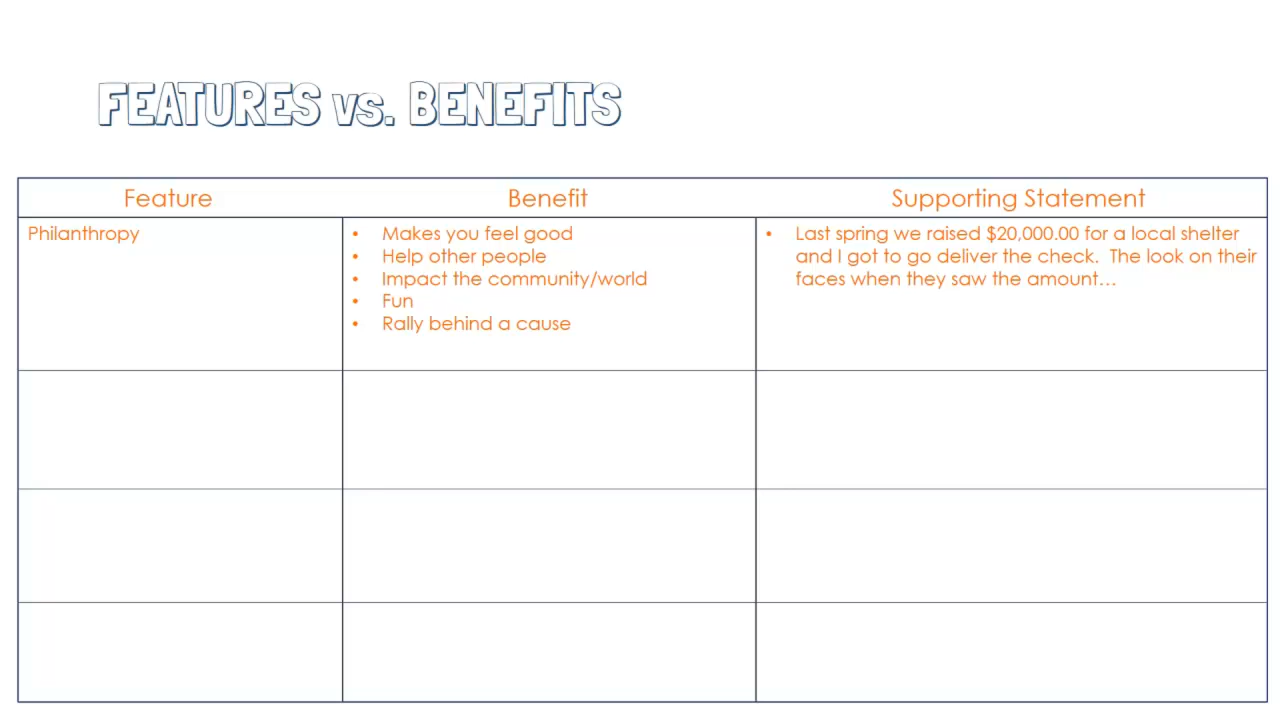 FEATURES vs. BENEFITS
Feature
Benefit
Supporting Statement
Philanthropy
• Makes you feel good
• Help other people
• Impact the community/world
• Fun
• Rally behind a cause
• Last spring we raised $20,000.00 for a local shelter
and I got to go deliver the check.  The look on their
faces when they saw the amount…